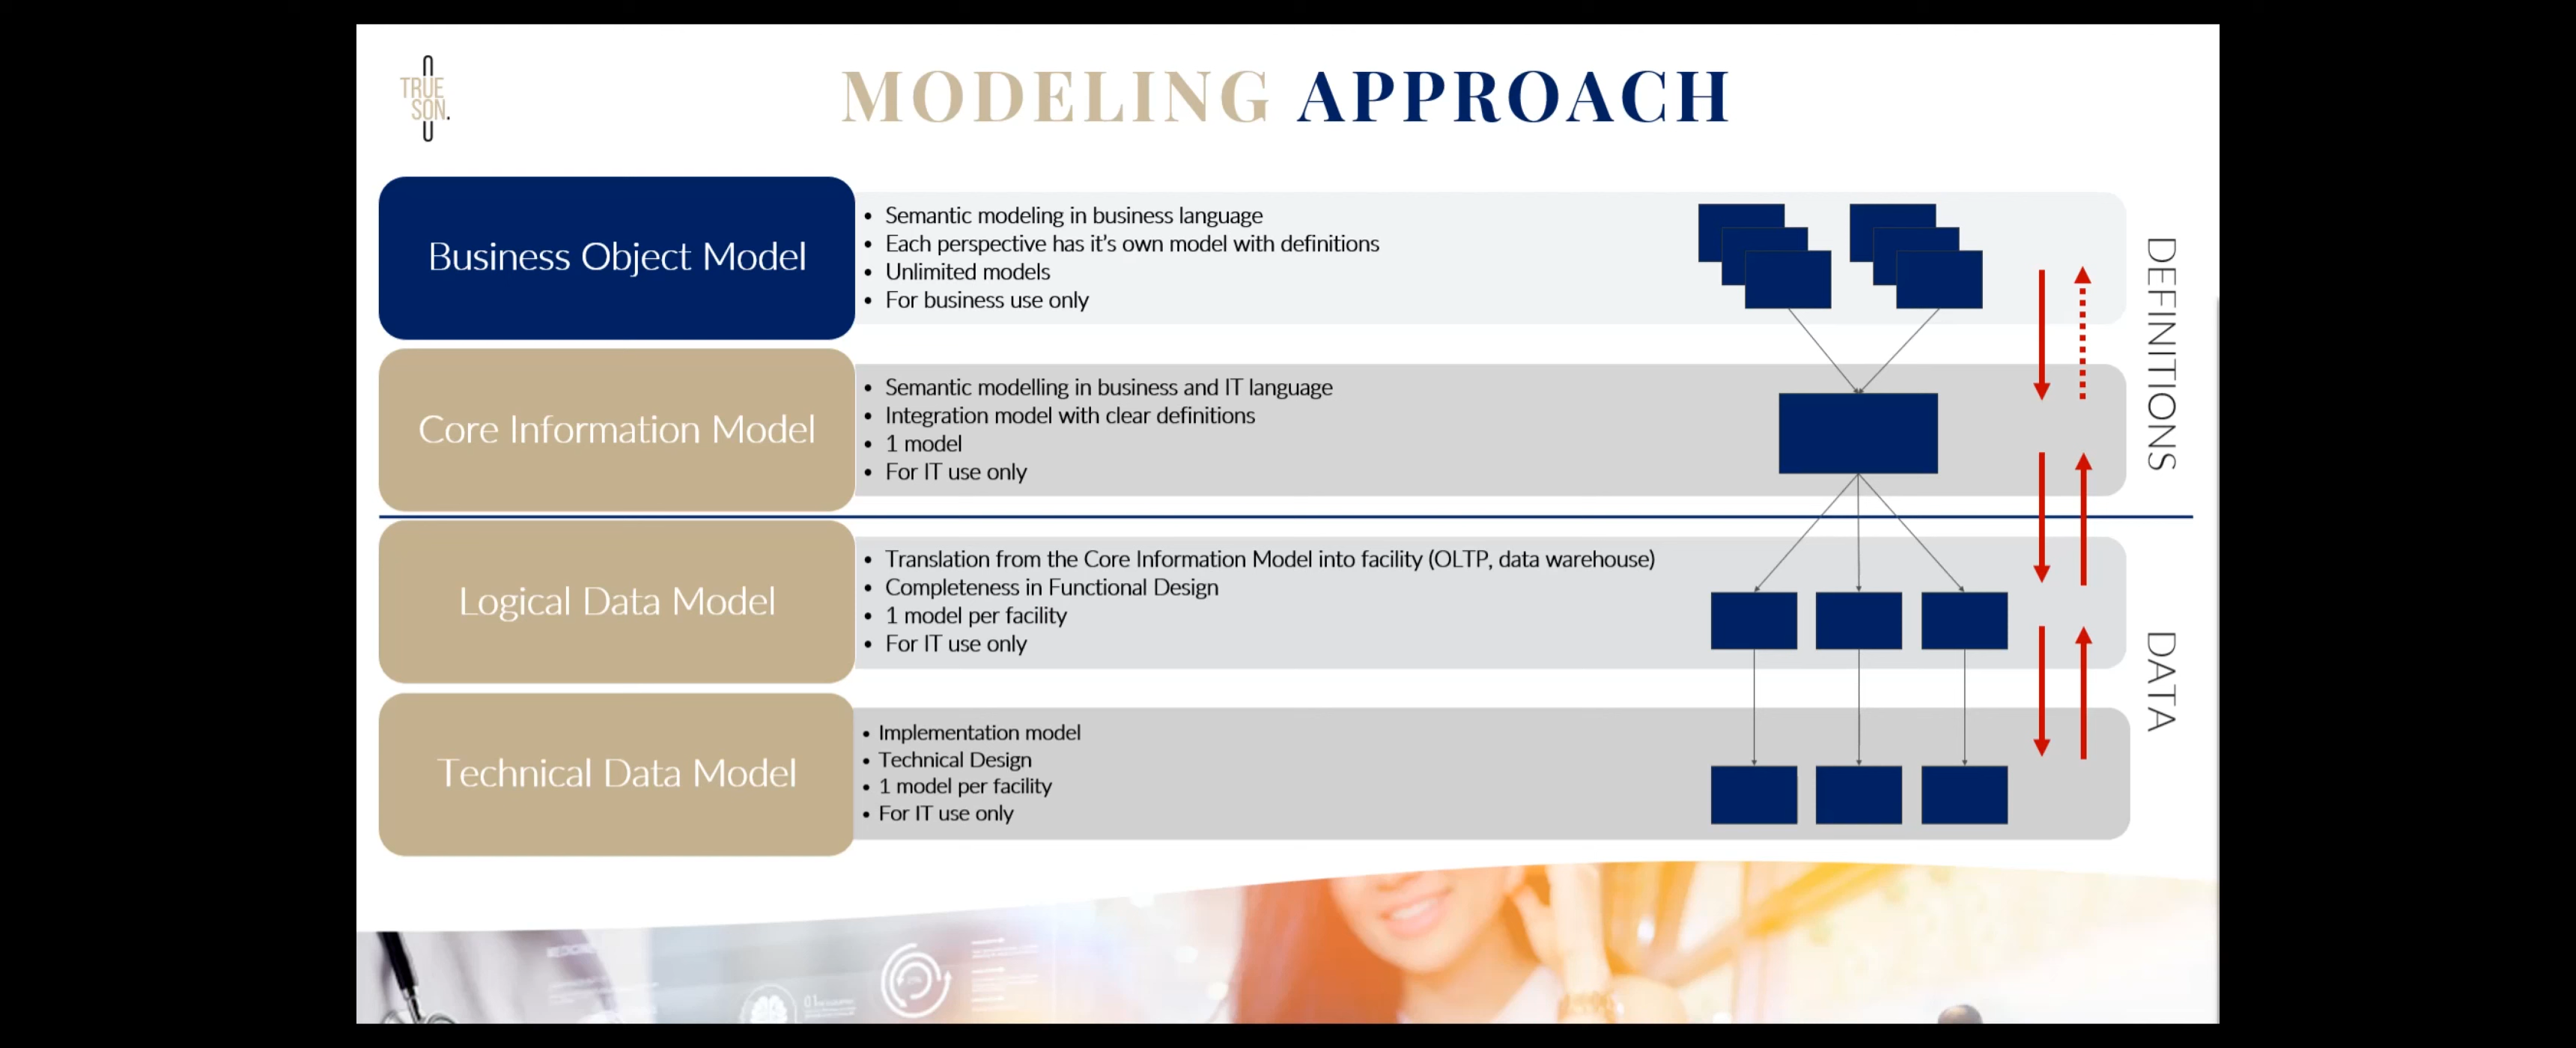 TRUE
SON.
MODELING APPROACH
Business Object Model
• Semantic modeling in business language
• Each perspective has it's own model with definitions
• Unlimited models
• For business use only
Core Information Model
• Semantic modelling in business and IT language
• Integration model with clear definitions
• 1 model
• For IT use only
DEFINITIONS
Logical Data Model
• Translation from the Core Information Model into facility (OLTP, data warehouse)
• Completeness in Functional Design
• 1 model per facility
• For IT use only
Technical Data Model
• Implementation model
• Technical Design
• 1 model per facility
• For IT use only
DATA